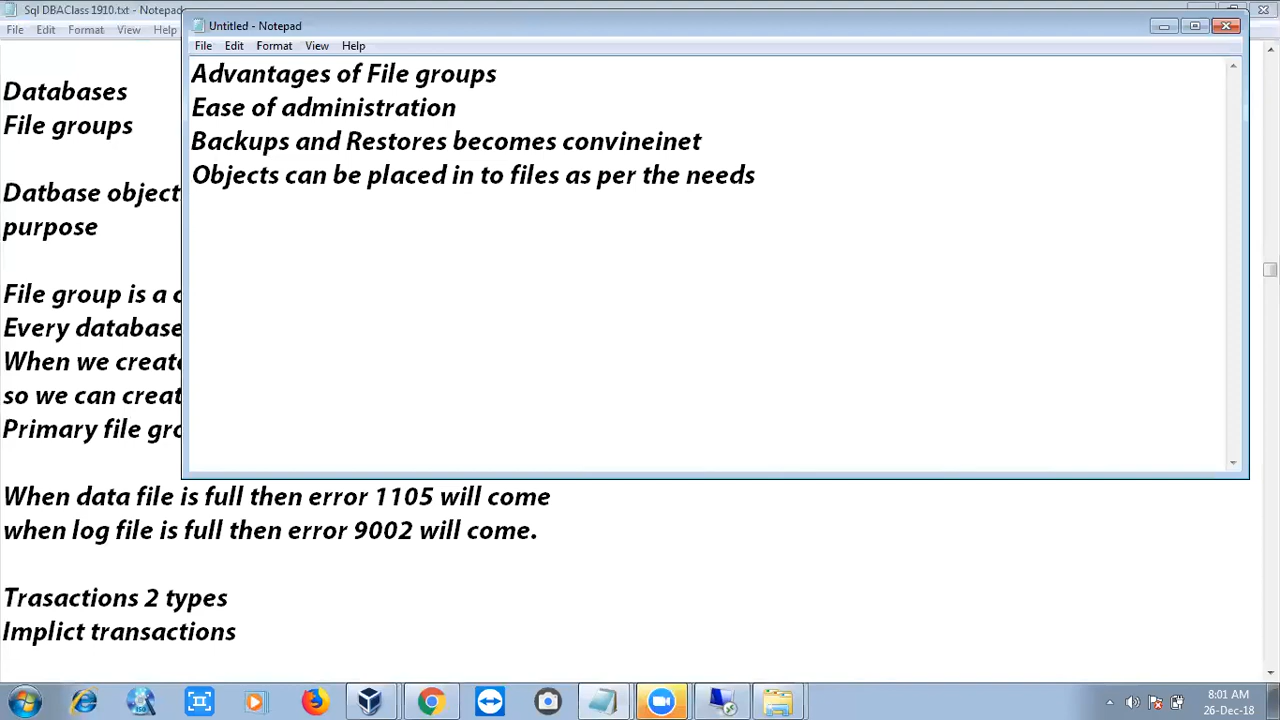 Sql DBAClass 1910.txt - Notepad
File Edit Format View Help
Databases
File groups
Datbase object
purpose
File group is a
Every database
When we create
so we can creat
Primary file gro
When data file is full then error 1105 will come
when log file is full then error 9002 will come.
Trasactions 2 types
Implict transactions
Untitled - Notepad
File Edit Format View Help
Advantages of File groups
Ease of administration
Backups and Restores becomes convineinet
Objects can be placed in to files as per the needs
8:01 AM
26-Dec-18